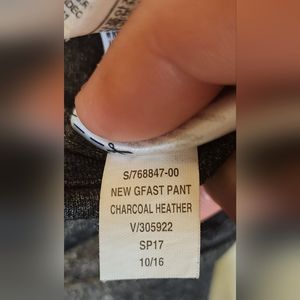 S/768847-00
NEW GFAST PANT
CHARCOAL HEATHER
V/305922
SP17
10/16